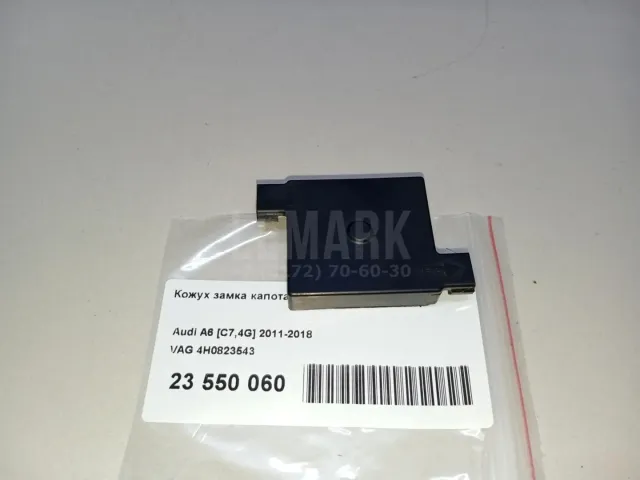 MARK
72) 70-60-30
Кожух замка капота
Audi A6 [C7,4G] 2011-2018
VAG 4H0823543
23 550 060